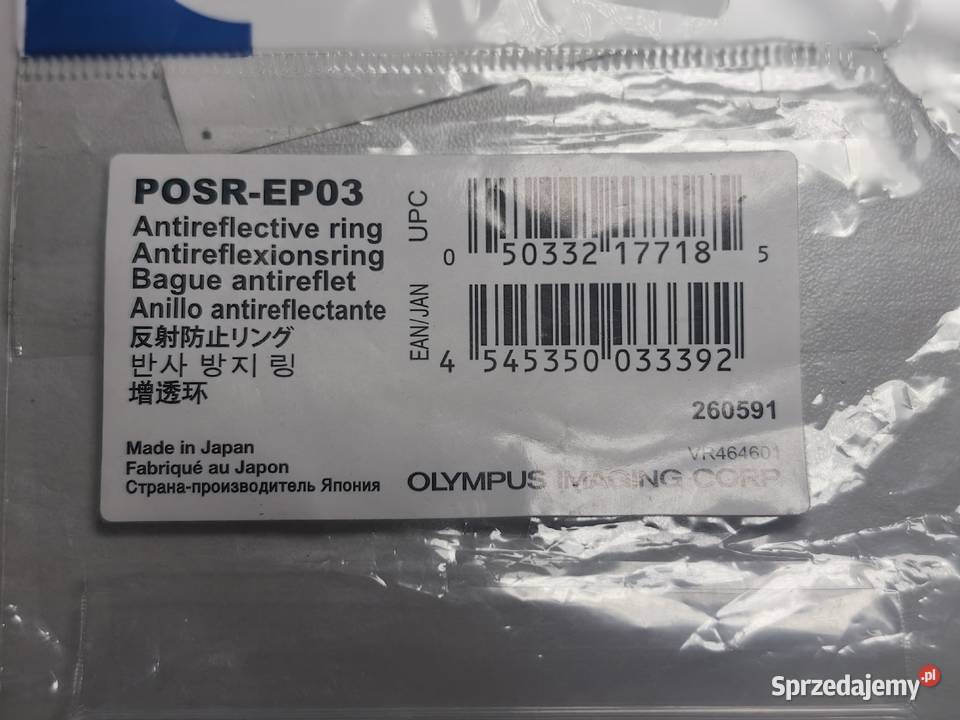 POSR-EP03
Antireflective ring
Antireflexionsring
Bague antireflet
Anillo antireflectante
反射防止リング
반사 방지 링
增透环
Made in Japan
Fabriqué au Japon
Страна-производитель Япония
UPC
0 50332 17718 5
EAN/JAN
4 545350 033392
260591
VR464601
OLYMPUS IMAGING CORP
Sprzedajemy.pl